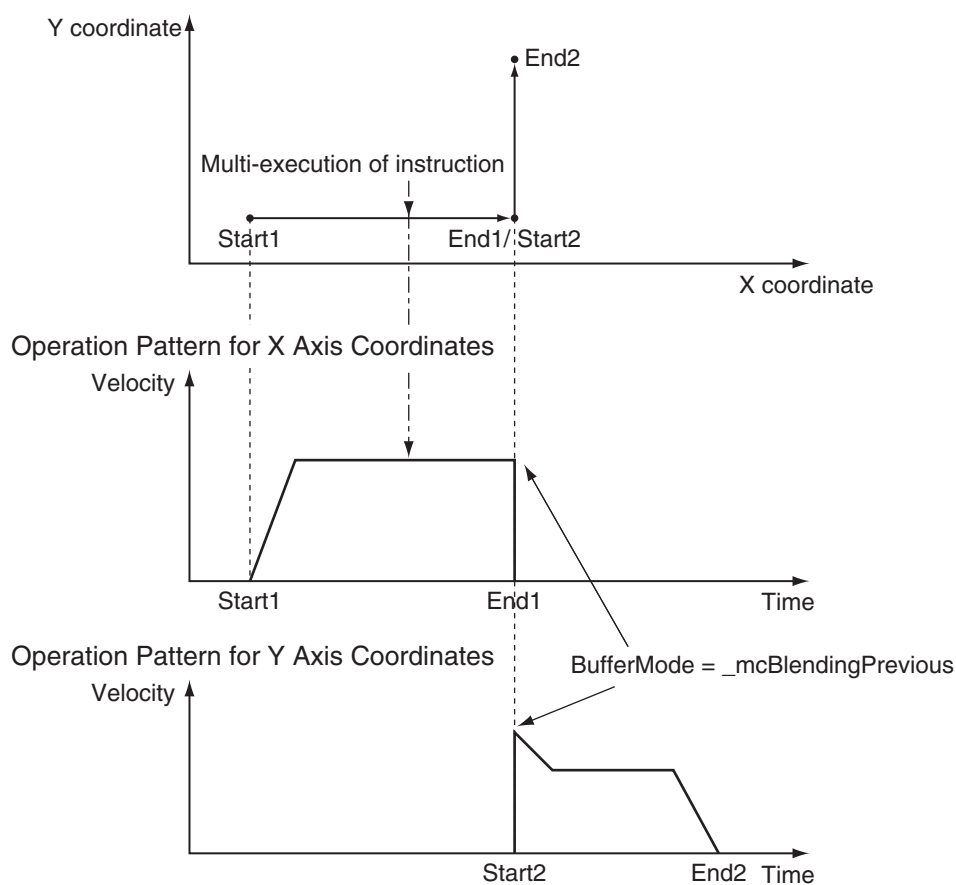 Y coordinate
End2
Multi-execution of instruction
Start1
End1/ Start2
X coordinate
Operation Pattern for X Axis Coordinates
Velocity
Start1
End1
Time
Operation Pattern for Y Axis Coordinates
BufferMode = _mcBlendingPrevious
Velocity
Start2
End2
Time